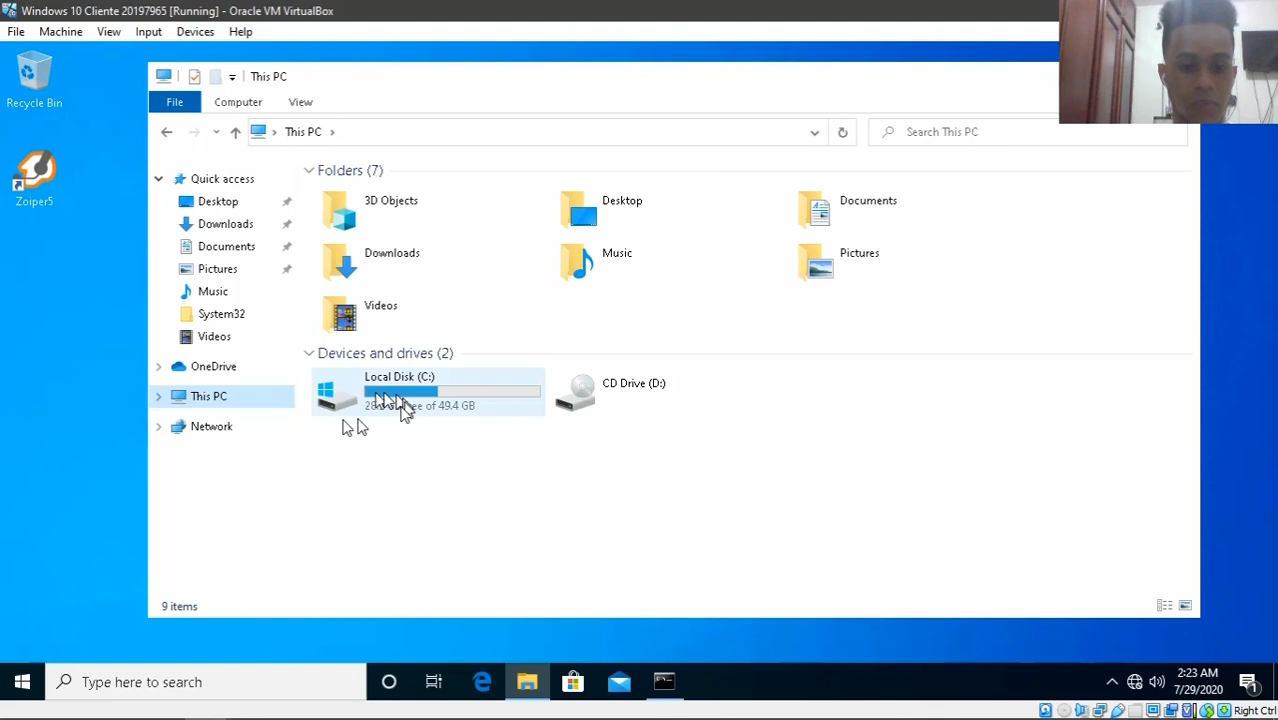 Windows 10 Cliente 20197965 [Running] - Oracle VM VirtualBox
File Machine View Input Devices Help
Recycle Bin
Zoiper5
This PC
File Computer View
This PC
Search This PC
Quick access
Desktop
Downloads
Documents
Pictures
Music
System32
Videos
OneDrive
This PC
Network
Folders (7)
3D Objects
Desktop
Documents
Downloads
Music
Pictures
Videos
Devices and drives (2)
Local Disk (C:)
free of 49.4 GB
CD Drive (D:)
9 items
Type here to search
2:23 AM
7/29/2020
1
Right Ctrl